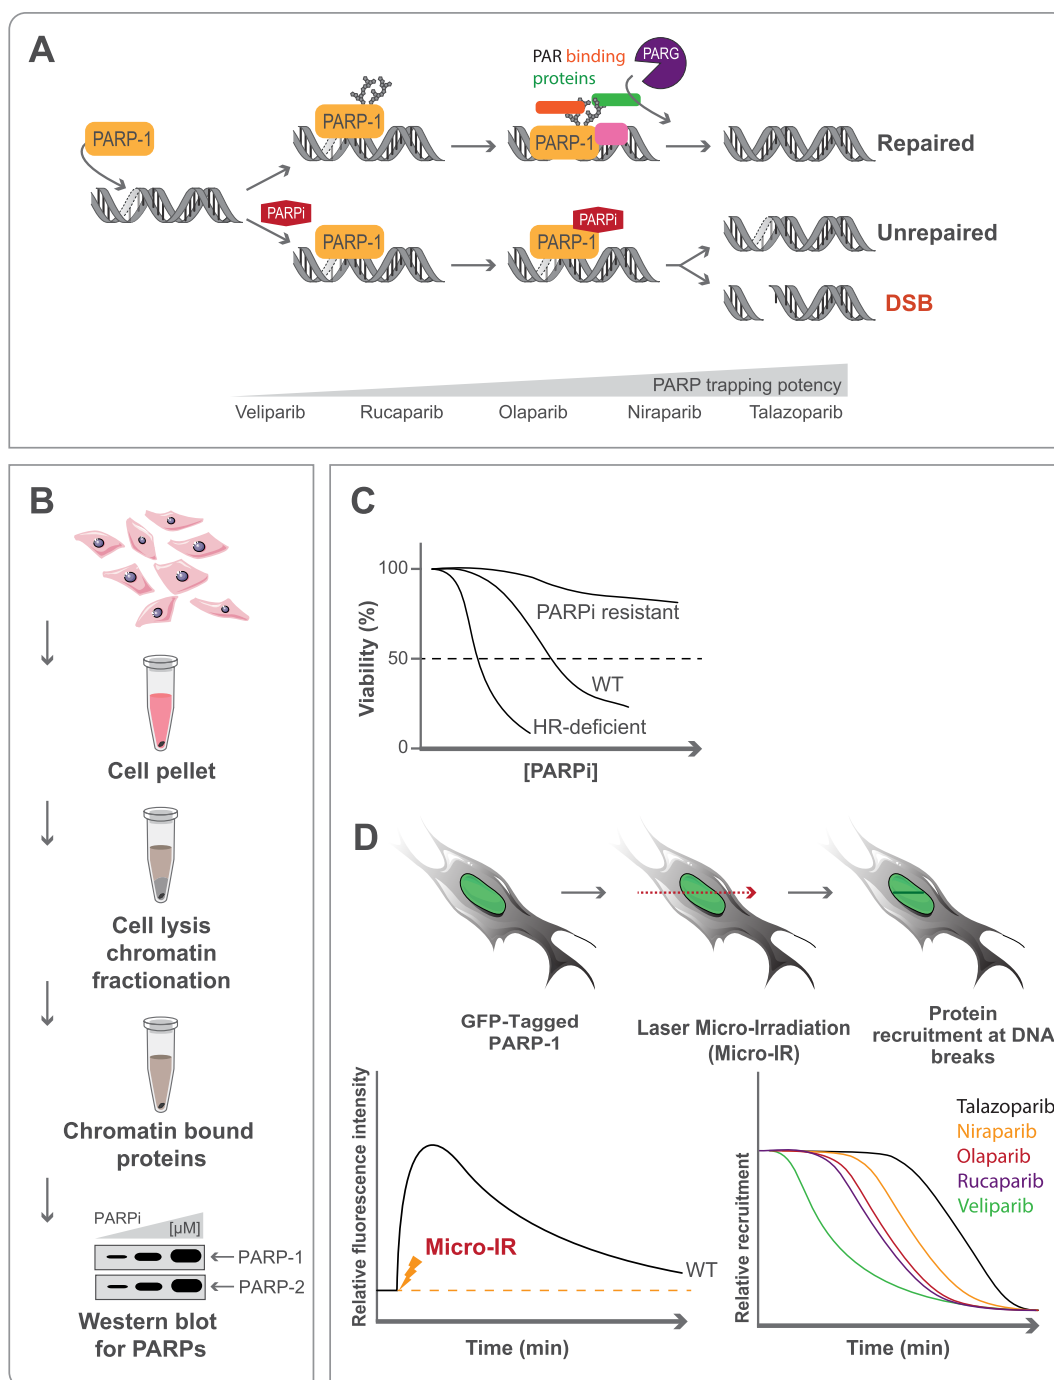 A
PARP-1
PARP-1
PAR binding
proteins
PARG
PARP-1
Repaired
PARPi
PARP-1
PARPi
PARP-1
Unrepaired
DSB
PARP trapping potency
Veliparib
Rucaparib
Olaparib
Niraparib
Talazoparib
B
Cell pellet
Cell lysis
chromatin
fractionation
Chromatin bound
proteins
PARPi
[µM]
PARP-1
PARP-2
Western blot
for PARPs
C
Viability (%)
100
50
0
PARPi resistant
WT
HR-deficient
[PARPi]
D
GFP-Tagged
PARP-1
Laser Micro-Irradiation
(Micro-IR)
Protein
recruitment at DNA
breaks
Relative fluorescence intensity
Micro-IR
WT
Time (min)
Relative recruitment
Talazoparib
Niraparib
Olaparib
Rucaparib
Veliparib
Time (min)